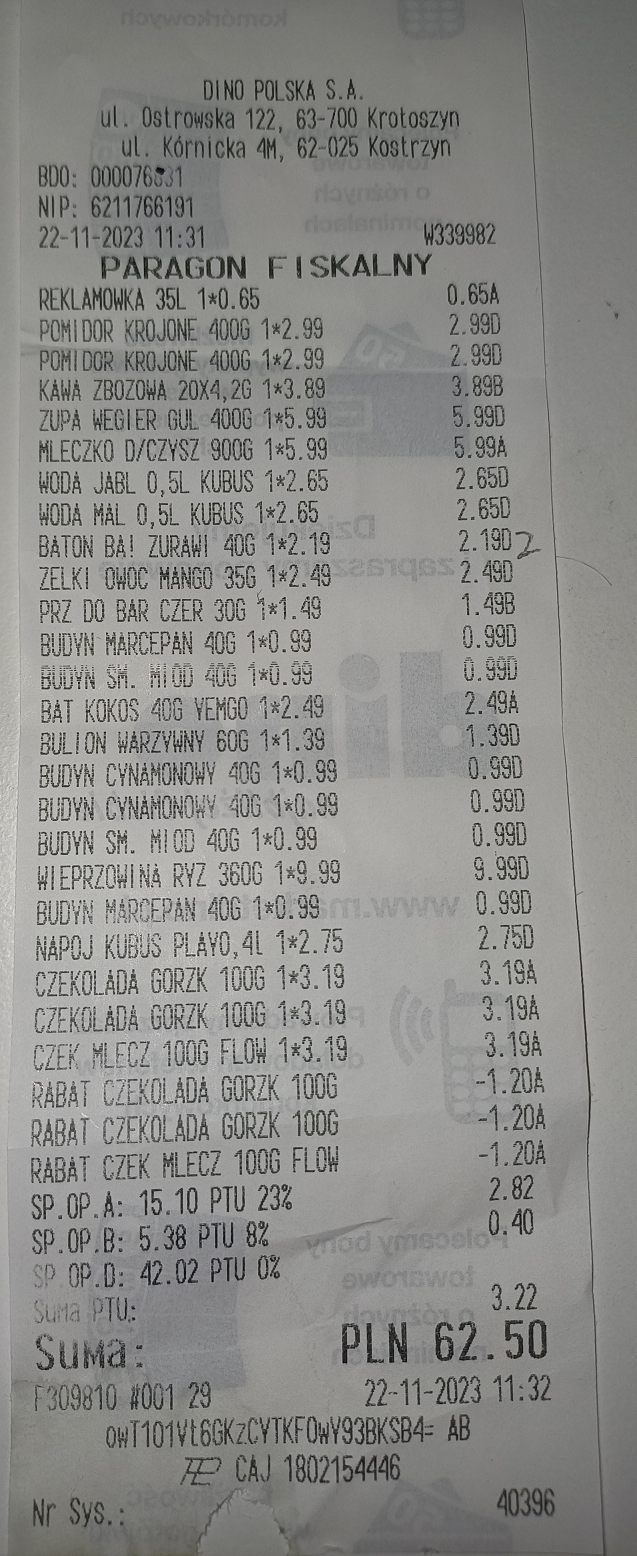 DINO POLSKA S.A.
ul. Ostrowska 122, 63-700 Krotoszyn
ul. Kórnicka 4M, 62-025 Kostrzyn
BDO: 000076831
NIP: 6211766191
22-11-2023 11:31 W339982
PARAGON FISKALNY
REKLAMOWKA 35L 1*0.65 0.65A
POMIDOR KROJONE 400G 1*2.99 2.99D
POMIDOR KROJONE 400G 1*2.99 2.99D
KAWA ZBOZOWA 20X4,2G 1*3.89 3.89B
ZUPA WEGIER GUL 400G 1*5.99 5.99D
MLECZKO D/CZYSZ 900G 1*5.99 5.99A
WODA JABL 0,5L KUBUS 1*2.65 2.65D
WODA MAL 0,5L KUBUS 1*2.65 2.65D
BATON BA! ZURAWI 40G 1*2.19 2.19D 2
ZELKI OWOC MANGO 35G 1*2.49 2.49D
PRZ DO BAR CZER 30G 1*1.49 1.49B
BUDYN MARCEPAN 40G 1*0.99 0.99D
BUDYN SM. MIOD 40G 1*0.99 0.99D
BAT KOKOS 40G VEMGO 1*2.49 2.49A
BULION WARZYWNY 60G 1*1.39 1.39D
BUDYN CYNAMONOWY 40G 1*0.99 0.99D
BUDYN CYNAMONOWY 40G 1*0.99 0.99D
BUDYN SM. MIOD 40G 1*0.99 0.99D
WIEPRZOWINA RYZ 360G 1*9.99 9.99D
BUDYN MARCEPAN 40G 1*0.99 0.99D
NAPOJ KUBUS PLAYO,4L 1*2.75 2.75D
CZEKOLADA GORZK 100G 1*3.19 3.19A
CZEKOLADA GORZK 100G 1*3.19 3.19A
CZEK MLECZ 100G FLOW 1*3.19 3.19A
RABAT CZEKOLADA GORZK 100G -1.20A
RABAT CZEKOLADA GORZK 100G -1.20A
RABAT CZEK MLECZ 100G FLOW -1.20A
SP.OP.A: 15.10 PTU 23% 2.82
SP.OP.B: 5.38 PTU 8% 0.40
SP.OP.D: 42.02 PTU 0%
Suma PTU: 3.22
Suma: PLN 62.50
F309810 #001 29 22-11-2023 11:32
owT101Vt6GKzCYTKFOwY93BKSB4= AB
CAJ 1802154446
Nr Sys.: 40396